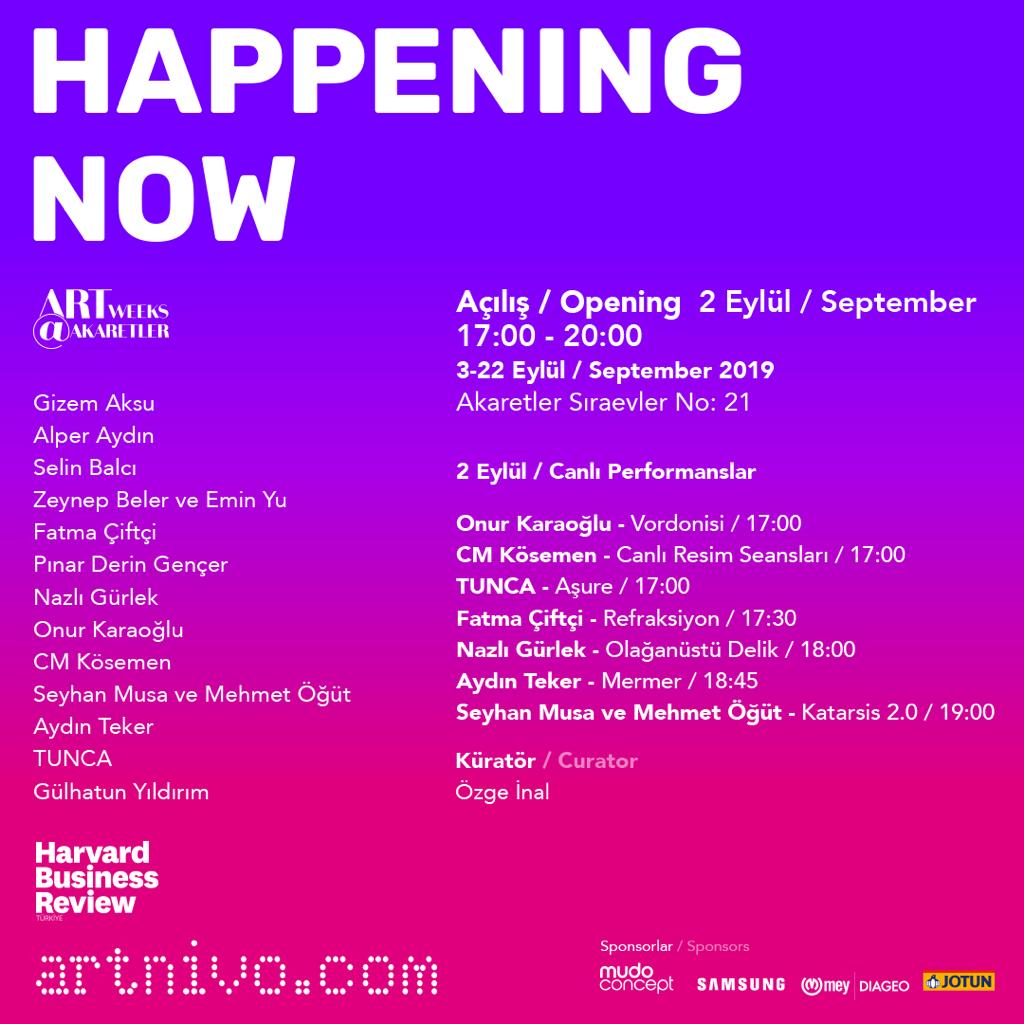 HAPPENING
NOW
ART WEEKS
@AKARETLER
Gizem Aksu
Alper Aydın
Selin Balcı
Zeynep Beler ve Emin Yu
Fatma Çiftçi
Pınar Derin Gençer
Nazlı Gürlek
Onur Karaoğlu
CM Kösemen
Seyhan Musa ve Mehmet Öğüt
Aydın Teker
TUNCA
Gülhatun Yıldırım
Açılış / Opening 2 Eylül / September
17:00 - 20:00
3-22 Eylül / September 2019
Akaretler Sıraevler No: 21
2 Eylül / Canlı Performanslar
Onur Karaoğlu - Vordonisi / 17:00
CM Kösemen - Canlı Resim Seansları / 17:00
TUNCA - Aşure / 17:00
Fatma Çiftçi - Refraksiyon / 17:30
Nazlı Gürlek - Olağanüstü Delik / 18:00
Aydın Teker - Mermer / 18:45
Seyhan Musa ve Mehmet Öğüt - Katarsis 2.0 / 19:00
Küratör / Curator
Özge İnal
Harvard
Business
Review
TÜRKİYE
artnivo.com
Sponsorlar / Sponsors
mudo
concept
SAMSUNG
mey | DIAGEO
JOTUN